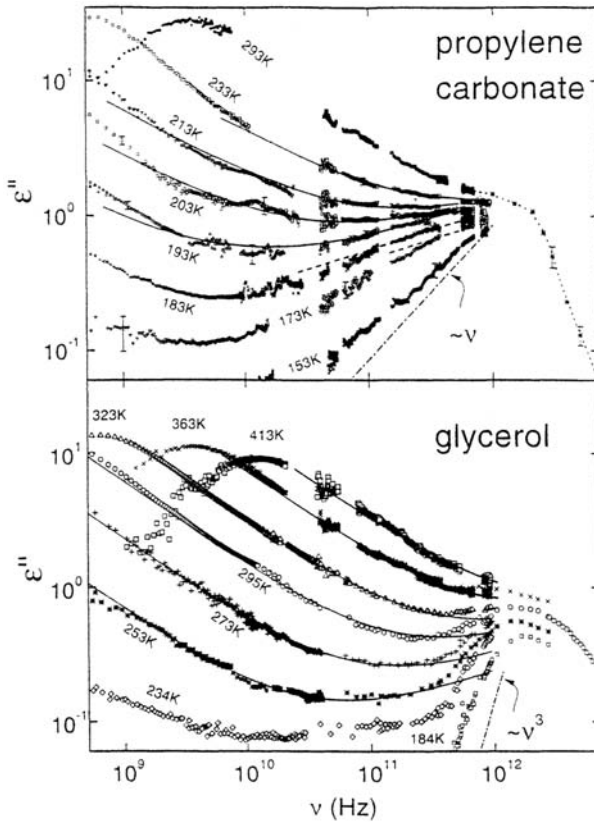 propylene
carbonate
ε''
10¹
10⁰
10⁻¹
293K
233K
213K
203K
193K
183K
173K
153K
~ν
glycerol
ε''
10¹
10⁰
10⁻¹
323K
363K
413K
295K
273K
253K
234K
184K
~ν³
10⁹
10¹⁰
10¹¹
10¹²
ν (Hz)